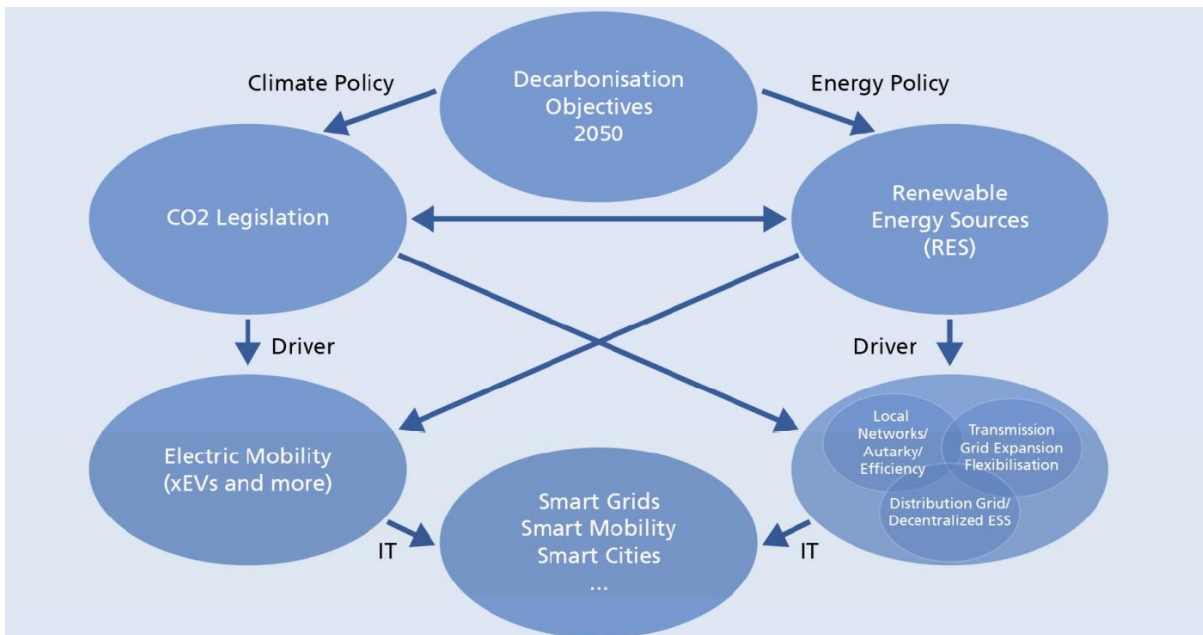 Climate Policy
Decarbonisation
Objectives
2050
Energy Policy
CO2 Legislation
Renewable
Energy Sources
(RES)
Driver
Driver
Electric Mobility
(xEVs and more)
Local
Networks/
Autarky/
Efficiency
Transmission
Grid Expansion
Flexibilisation
Distribution Grid/
Decentralized ESS
Smart Grids
Smart Mobility
Smart Cities
...
IT
IT